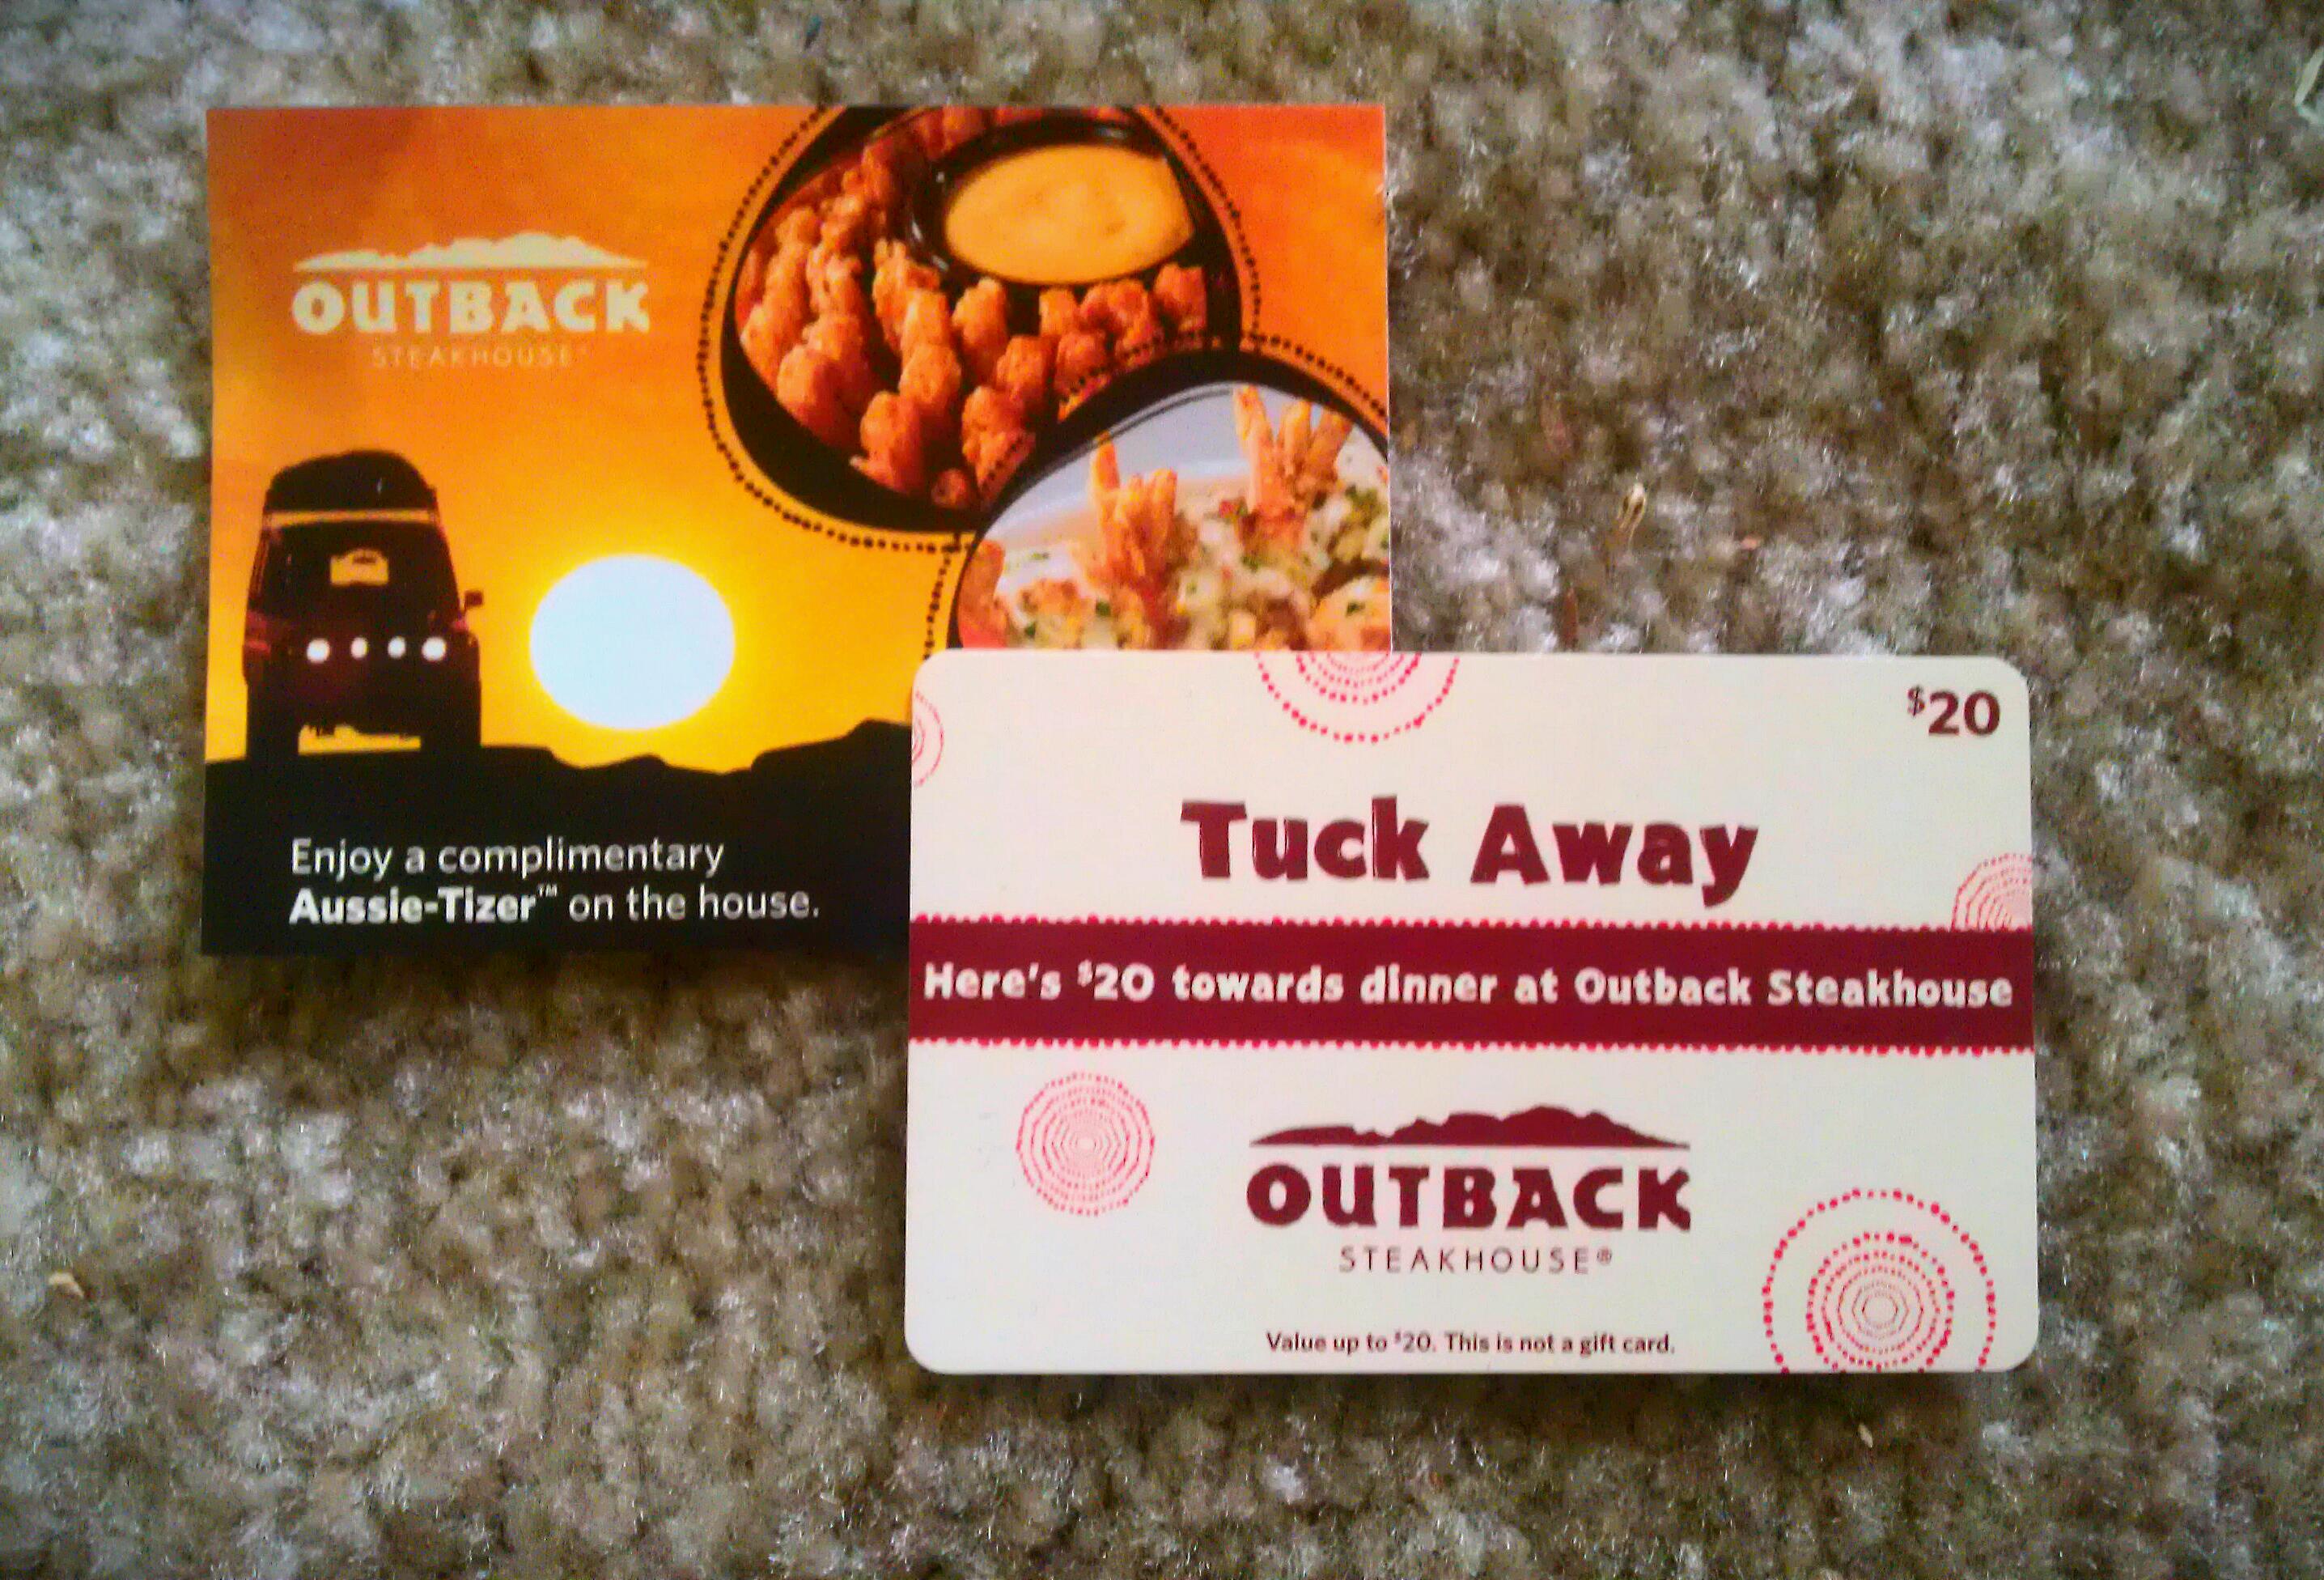 OUTBACK
STEAKHOUSE®
Enjoy a complimentary
Aussie-Tizer™ on the house.
$20
Tuck Away
Here's $20 towards dinner at Outback Steakhouse
OUTBACK
STEAKHOUSE®
Value up to $20. This is not a gift card.